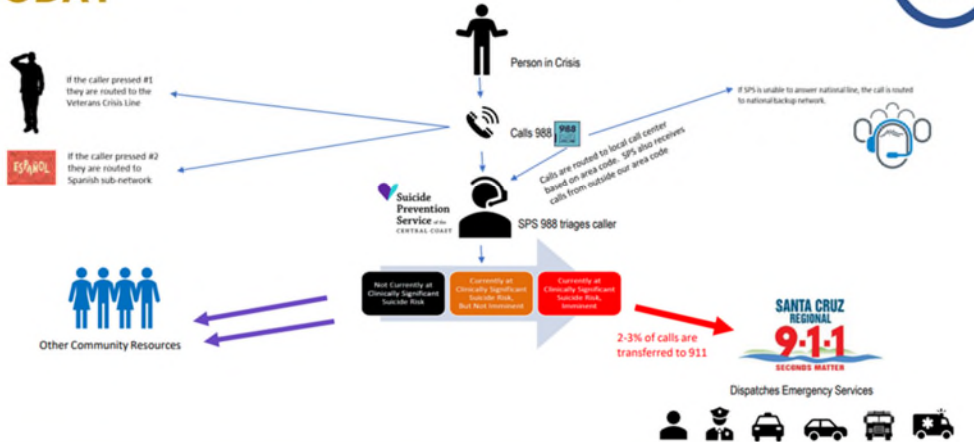 Person in Crisis
If the caller pressed #1
they are routed to the
Veterans Crisis Line
If SPS is unable to answer national line, the call is routed
to national backup network.
Calls 988
988
Calls are routed to local call center
based on area code. SPS also receives
calls from outside our area code
ESPAÑOL
If the caller pressed #2
they are routed to
Spanish sub-network
Suicide
Prevention
Service of the
CENTRAL COAST
SPS 988 triages caller
Not Currently at
Clinically Significant
Suicide Risk
Currently at
Clinically Significant
Suicide Risk,
But Not Imminent
Currently at
Clinically Significant
Suicide Risk,
Imminent
Other Community Resources
2-3% of calls are
transferred to 911
SANTA CRUZ
REGIONAL
9-1-1
SECONDS MATTER
Dispatches Emergency Services